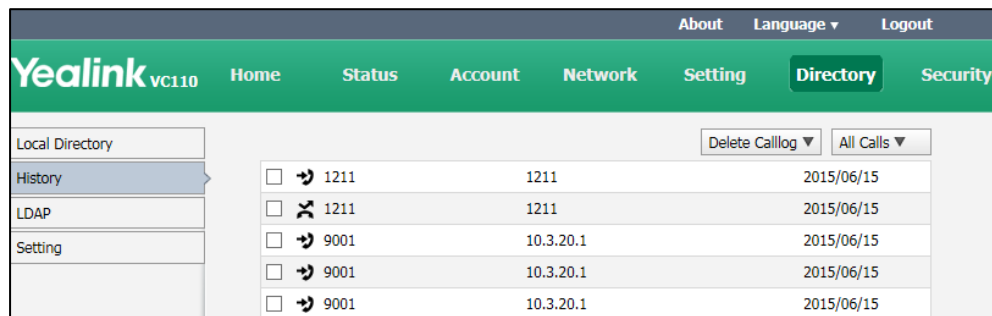 About Language ▾ Logout
Yealink VC110 Home Status Account Network Setting Directory Security
Local Directory
History
LDAP
Setting
Delete Calllog ▼ All Calls ▼
1211 1211 2015/06/15
1211 1211 2015/06/15
9001 10.3.20.1 2015/06/15
9001 10.3.20.1 2015/06/15
9001 10.3.20.1 2015/06/15